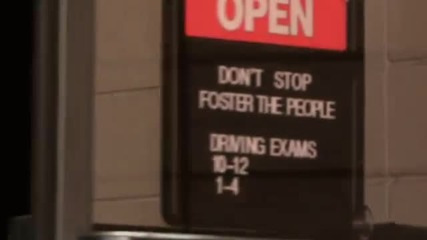 OPEN
DON'T STOP
FOSTER THE PEOPLE
DRIVING EXAMS
10-12
1-4